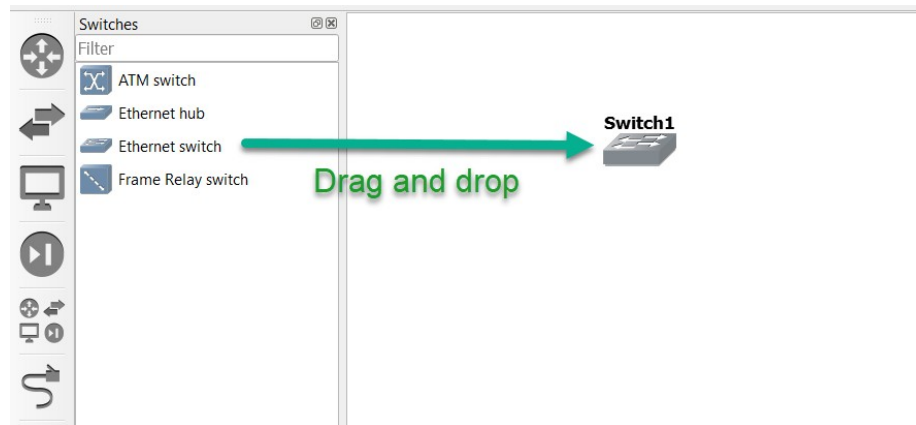 Switches
Filter
ATM switch
Ethernet hub
Ethernet switch
Frame Relay switch
Drag and drop
Switch1